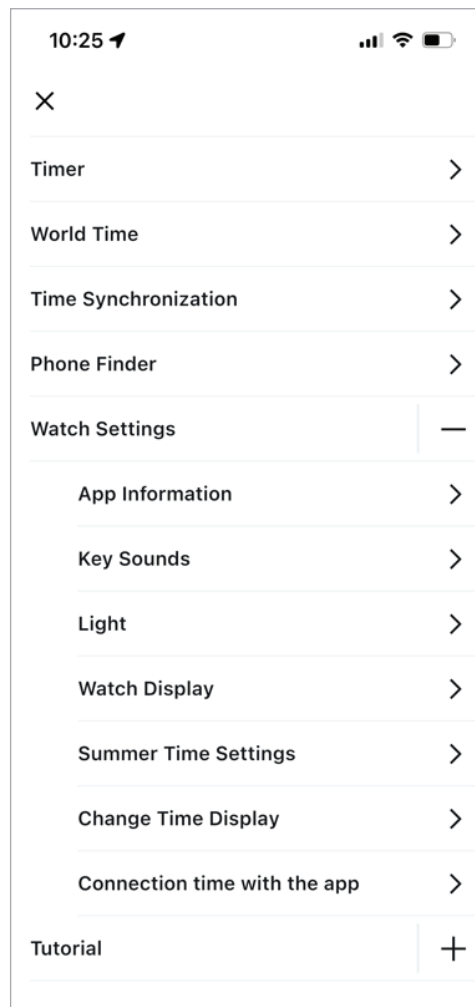 10:25
Timer
World Time
Time Synchronization
Phone Finder
Watch Settings
App Information
Key Sounds
Light
Watch Display
Summer Time Settings
Change Time Display
Connection time with the app
Tutorial